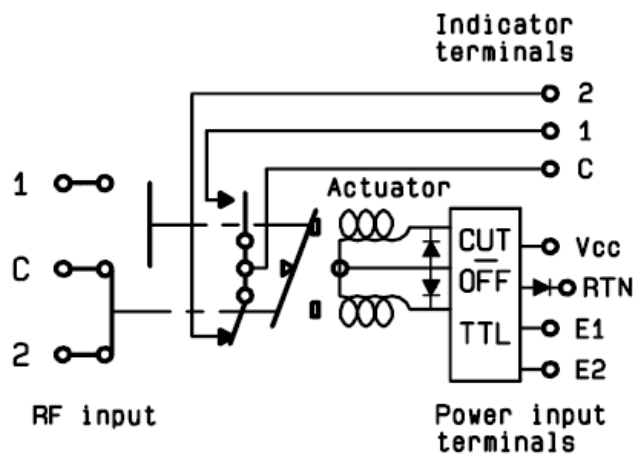 Indicator
terminals
2
1
C
1
Actuator
CUT
Vcc
C
OFF
RTN
TTL
E1
2
E2
RF input
Power input
terminals